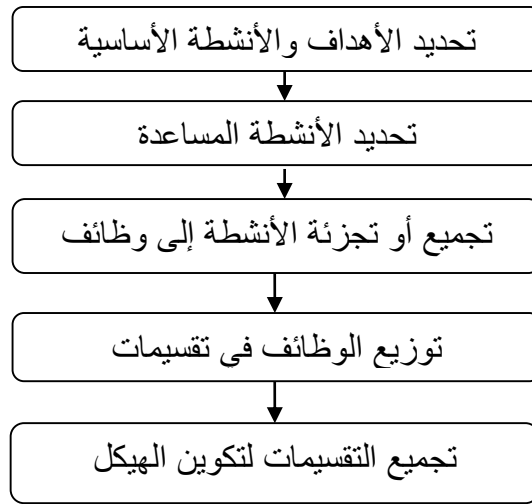 تحديد الأهداف والأنشطة الأساسية
تحديد الأنشطة المساعدة
تجميع أو تجزئة الأنشطة إلى وظائف
توزيع الوظائف في تقسيمات
تجميع التقسيمات لتكوين الهيكل